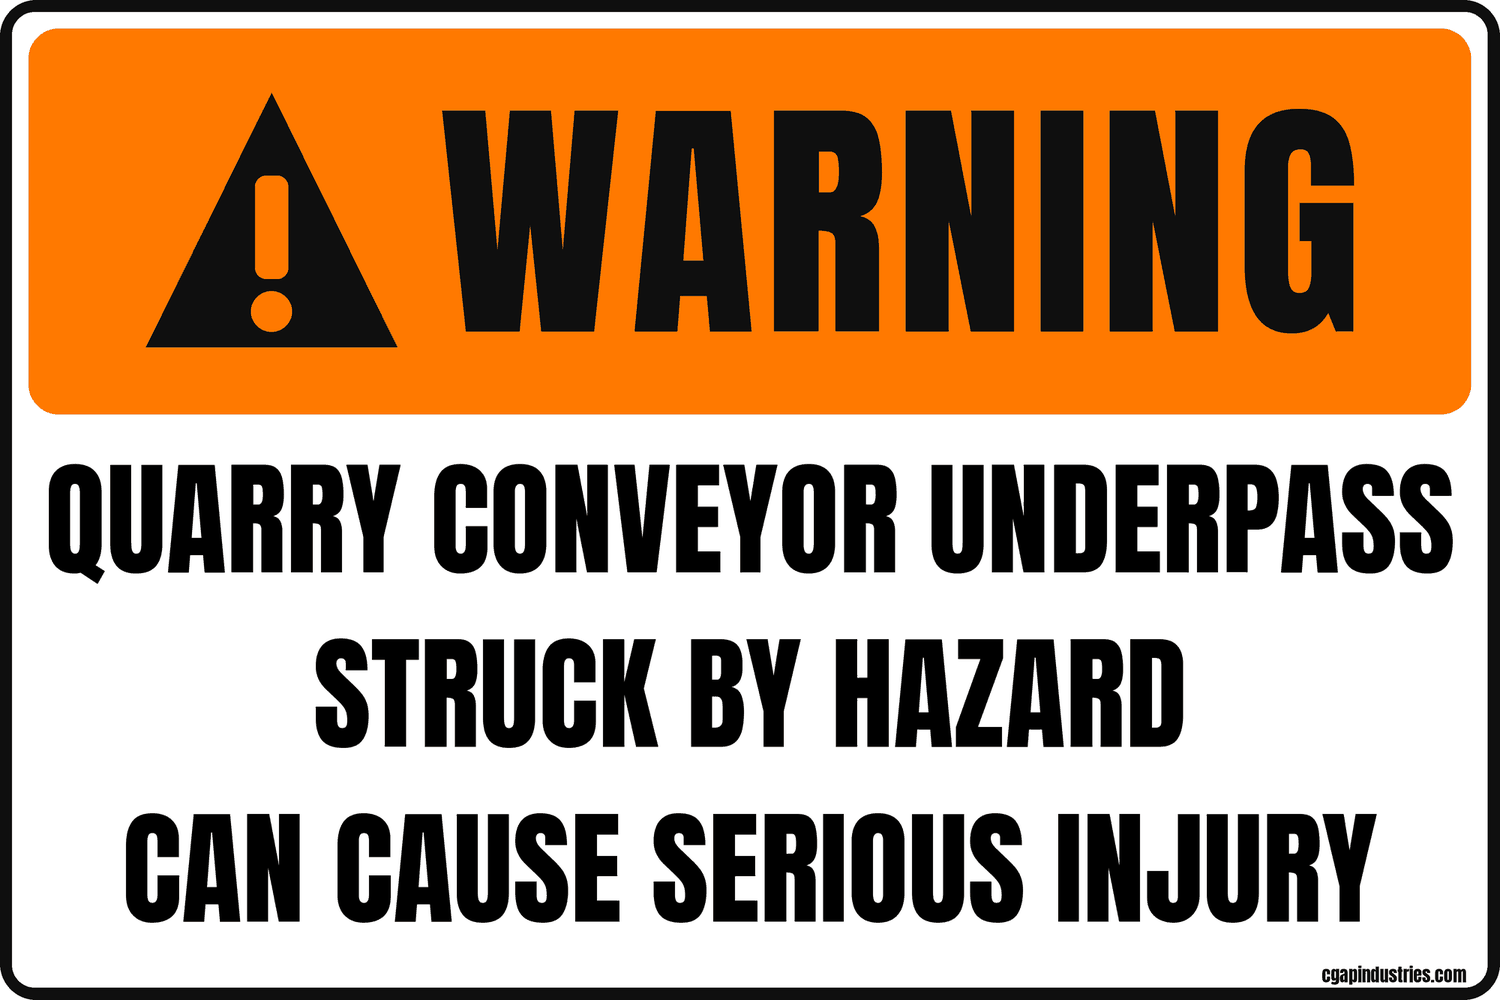 WARNING
QUARRY CONVEYOR UNDERPASS
STRUCK BY HAZARD
CAN CAUSE SERIOUS INJURY
cgapindustries.com